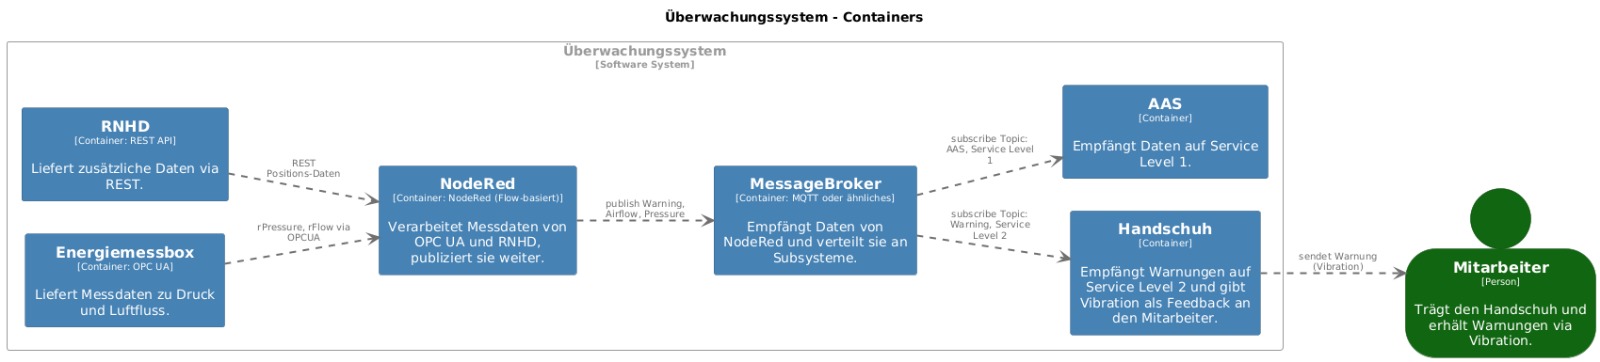 Überwachungssystem - Containers
Überwachungssystem
[Software System]
RNHD
[Container: REST API]
Liefert zusätzliche Daten via
REST.
Energiemessbox
[Container: OPC UA]
Liefert Messdaten zu Druck
und Luftfluss.
REST
Positions-Daten
rPressure, rFlow via
OPCUA
NodeRed
[Container: NodeRed (Flow-basiert)]
Verarbeitet Messdaten von
OPC UA und RNHD,
publiziert sie weiter.
publish Warning,
Airflow, Pressure
MessageBroker
[Container: MQTT oder ähnliches]
Empfängt Daten von
NodeRed und verteilt sie an
Subsysteme.
subscribe Topic:
AAS, Service Level
1
subscribe Topic:
Warning, Service
Level 2
AAS
[Container]
Empfängt Daten auf Service
Level 1.
Handschuh
[Container]
Empfängt Warnungen auf
Service Level 2 und gibt
Vibration als Feedback an
den Mitarbeiter.
sendet Warnung
(Vibration)
Mitarbeiter
[Person]
Trägt den Handschuh und
erhält Warnungen via
Vibration.